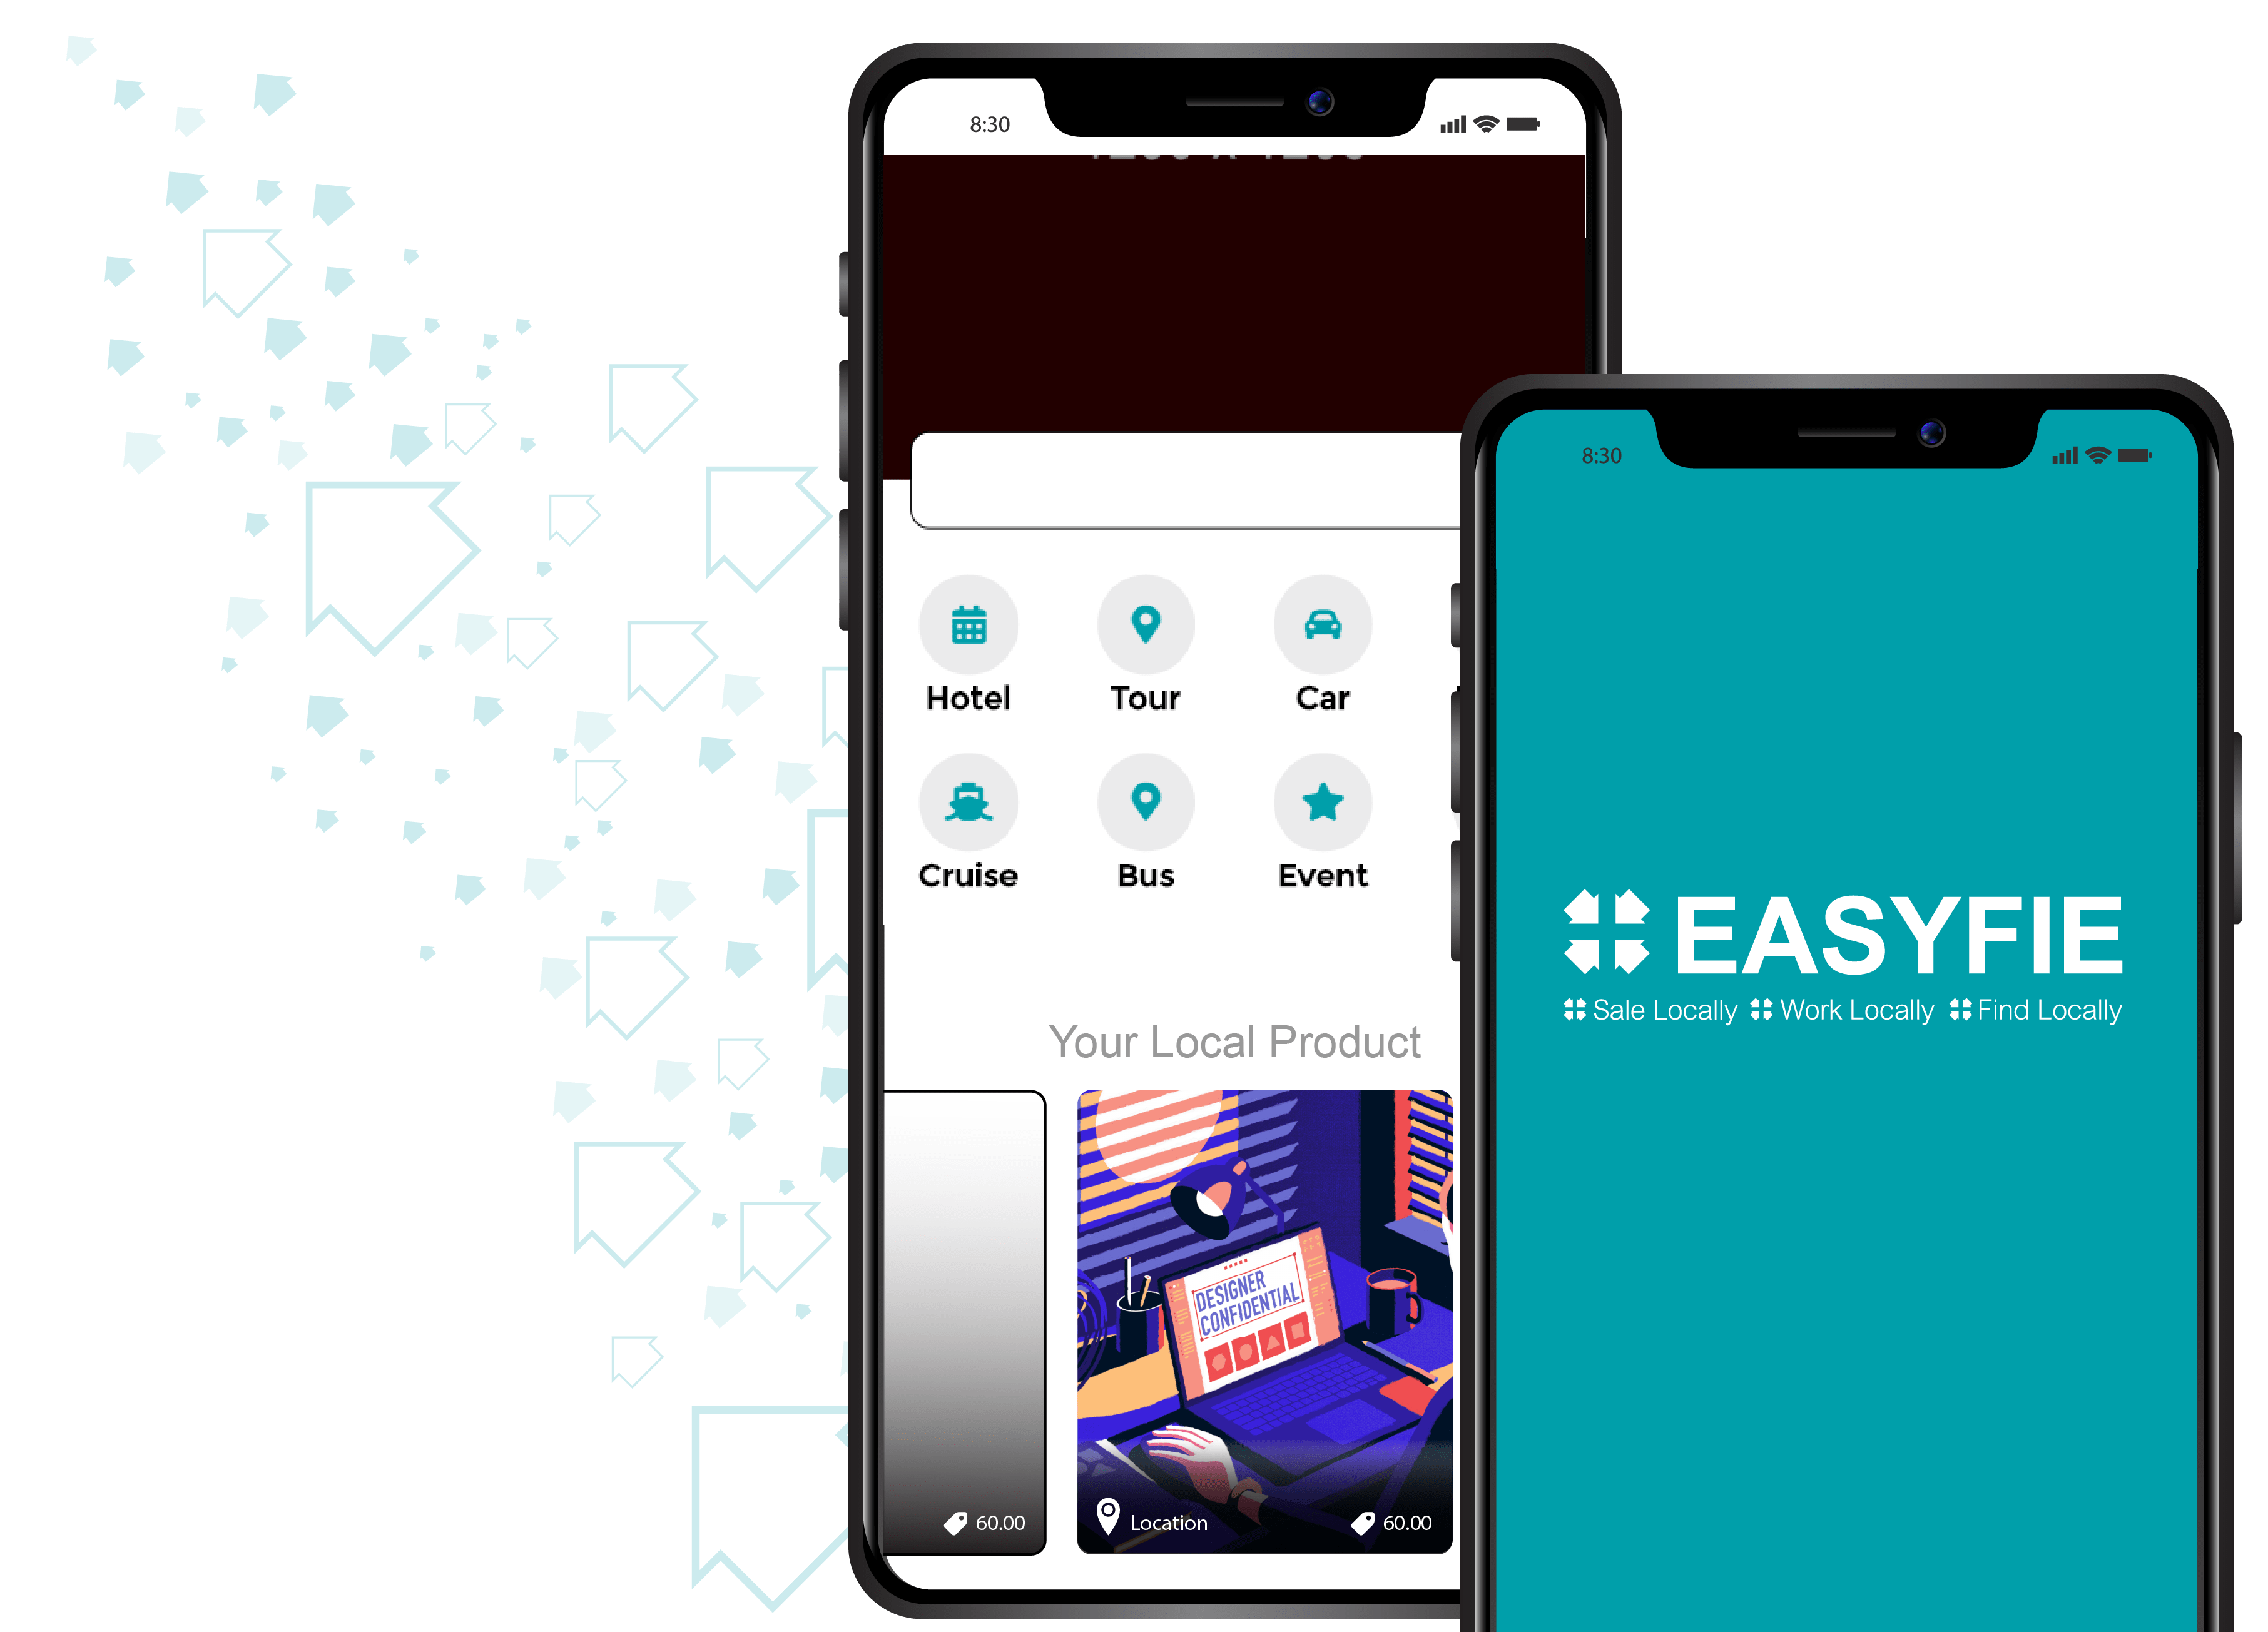 8:30
Hotel Tour Car
Cruise Bus Event
Your Local Product
DESIGNER
CONFIDENTIAL
60.00
Location 60.00
8:30
EASYFIE
Sale Locally Work Locally Find Locally